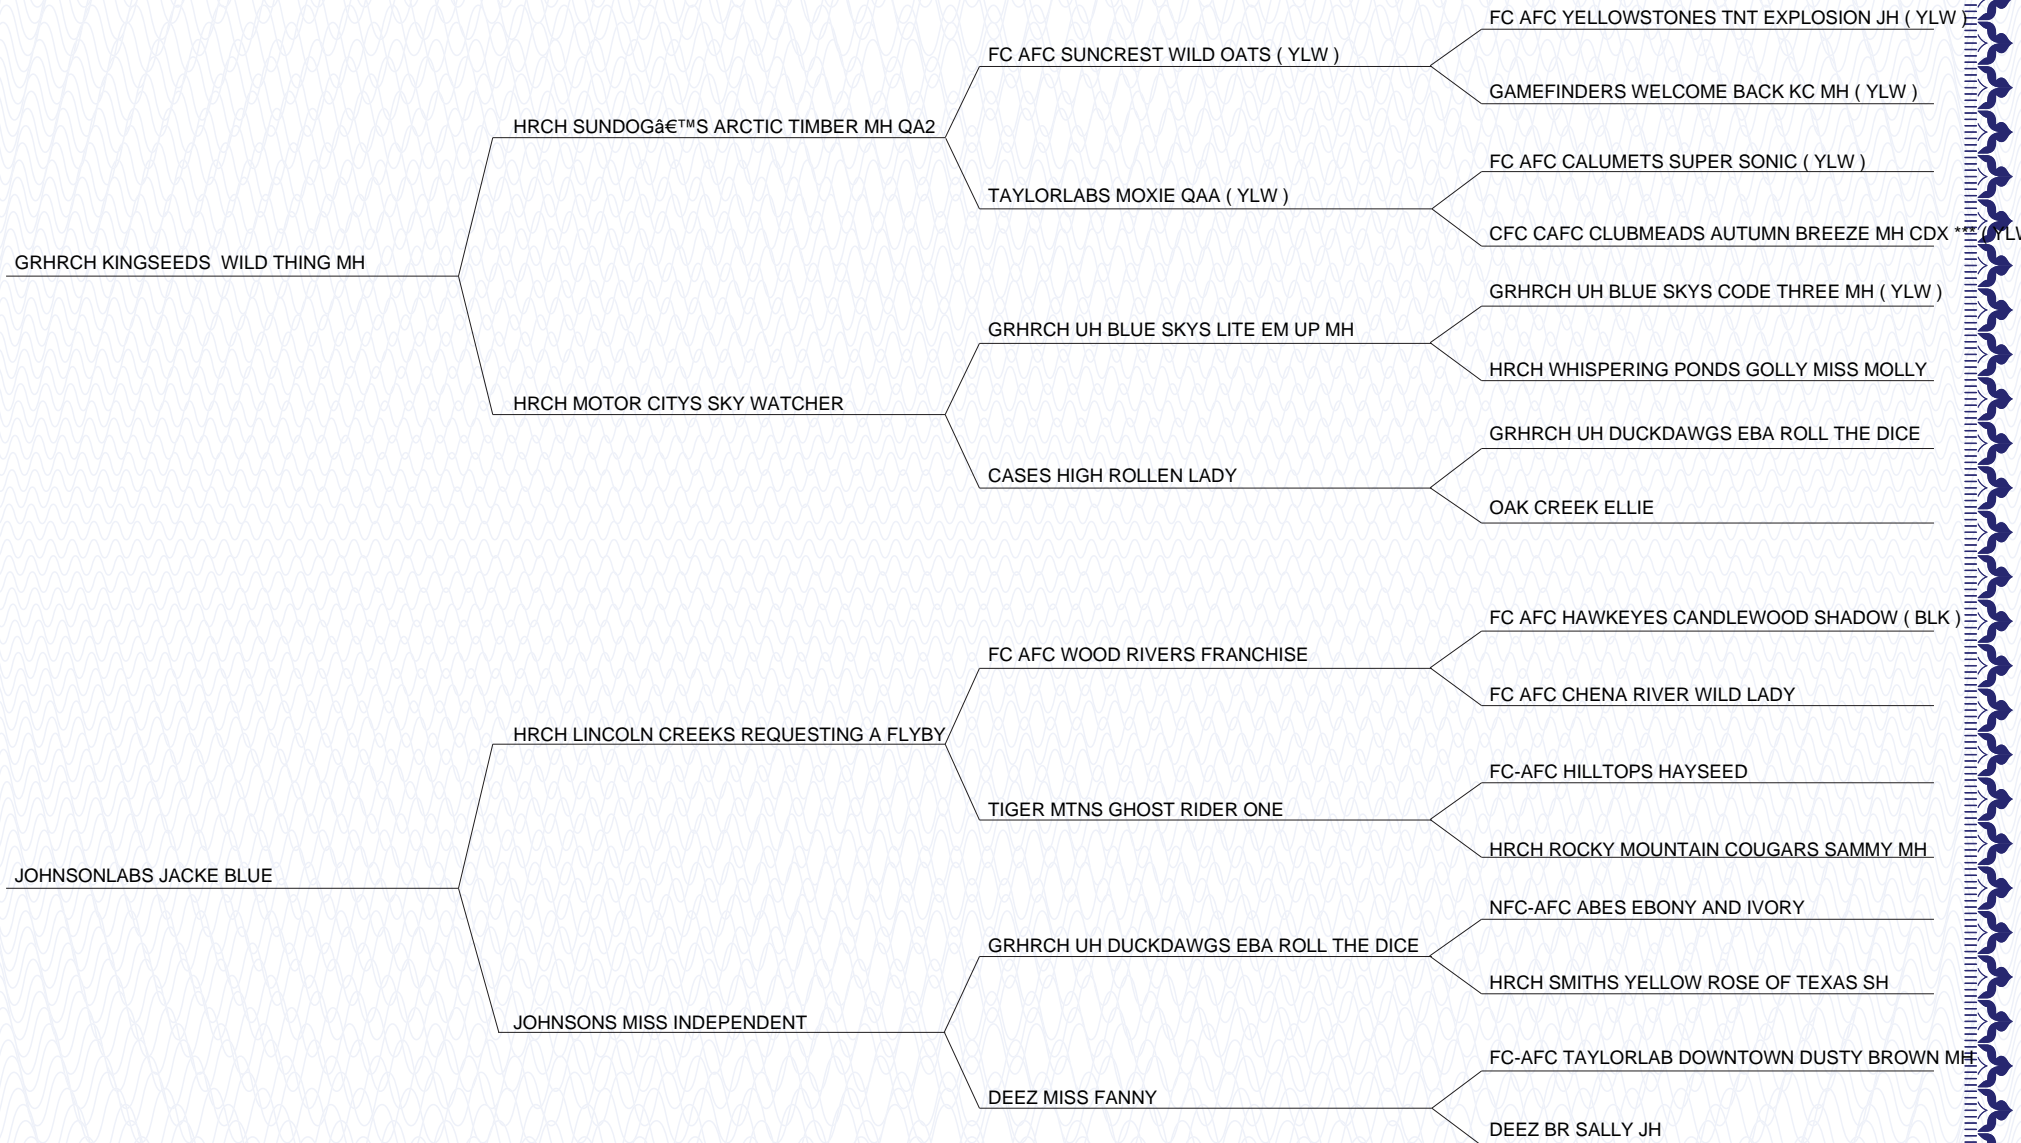 FC AFC YELLOWSTONES TNT EXPLOSION JH ( YLW )
FC AFC SUNCREST WILD OATS ( YLW )
GAMEFINDERS WELCOME BACK KC MH ( YLW )
HRCH SUNDOGâ€™S ARCTIC TIMBER MH QA2
FC AFC CALUMETS SUPER SONIC ( YLW )
TAYLORLABS MOXIE QAA ( YLW )
CFC CAFC CLUBMEADS AUTUMN BREEZE MH CDX *** ( YLW
GRHRCH KINGSEEDS  WILD THING MH
GRHRCH UH BLUE SKYS CODE THREE MH ( YLW )
GRHRCH UH BLUE SKYS LITE EM UP MH
HRCH WHISPERING PONDS GOLLY MISS MOLLY
HRCH MOTOR CITYS SKY WATCHER
GRHRCH UH DUCKDAWGS EBA ROLL THE DICE
CASES HIGH ROLLEN LADY
OAK CREEK ELLIE
FC AFC HAWKEYES CANDLEWOOD SHADOW ( BLK )
FC AFC WOOD RIVERS FRANCHISE
FC AFC CHENA RIVER WILD LADY
HRCH LINCOLN CREEKS REQUESTING A FLYBY
FC-AFC HILLTOPS HAYSEED
TIGER MTNS GHOST RIDER ONE
HRCH ROCKY MOUNTAIN COUGARS SAMMY MH
JOHNSONLABS JACKE BLUE
NFC-AFC ABES EBONY AND IVORY
GRHRCH UH DUCKDAWGS EBA ROLL THE DICE
HRCH SMITHS YELLOW ROSE OF TEXAS SH
JOHNSONS MISS INDEPENDENT
FC-AFC TAYLORLAB DOWNTOWN DUSTY BROWN MH
DEEZ MISS FANNY
DEEZ BR SALLY JH